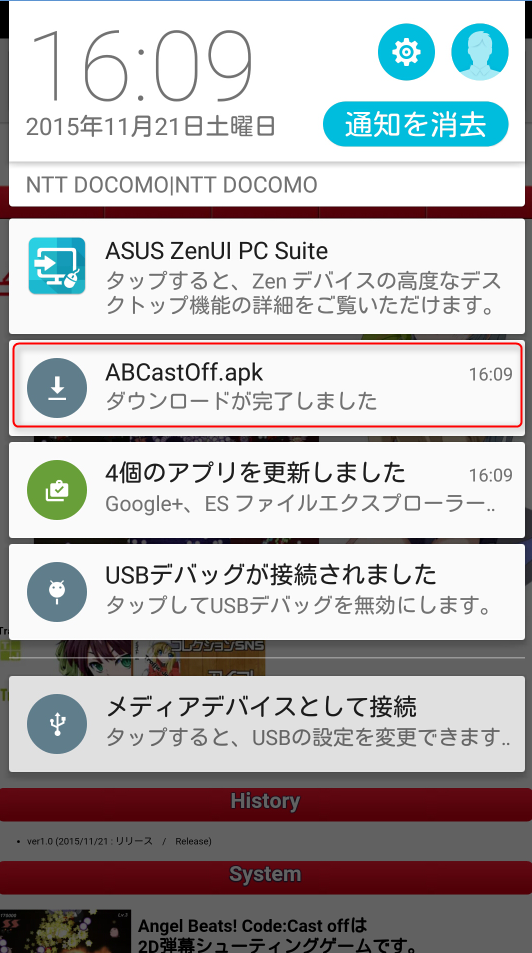 16:09
2015年11月21日土曜日
通知を消去
NTT DOCOMO|NTT DOCOMO
ASUS ZenUI PC Suite
タップすると、Zen デバイスの高度なデス
クトップ機能の詳細をご覧いただけます。
ABCastOff.apk
16:09
ダウンロードが完了しました
4個のアプリを更新しました
16:09
Google+、ES ファイルエクスプローラー..
USBデバッグが接続されました
タップしてUSBデバッグを無効にします。
コレクションSNS
メディアデバイスとして接続
タップすると、USBの設定を変更できます..
History
• ver1.0 (2015/11/21 : リリース / Release)
System
Angel Beats! Code:Cast offは
2D弾幕シューティングゲームです。